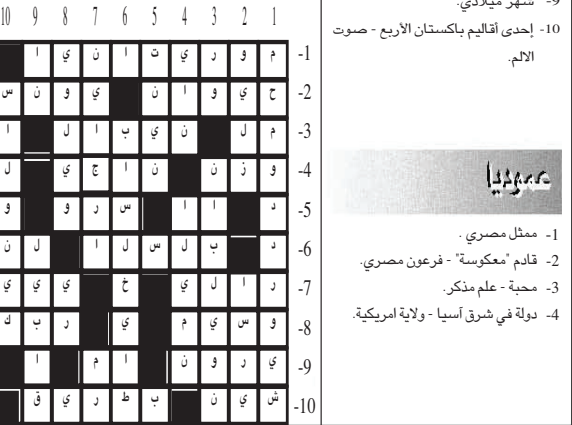 9- شهر ميلادي.
10- إحدى أقاليم باكستان الأربع - صوت
الالم.
عموديا
1- ممثل مصري .
2- قادم "معكوسة" - فرعون مصري.
3- محبة - علم مذكر.
4- دولة في شرق آسيا - ولاية امريكية.
1 2 3 4 5 6 7 8 9 10
1- م و ر ي ت ا ن ي ا
2- ح ي و ا ن ي و ن س
3- م ل ن ي ب ا ل ا
4- و ز ن ن ا ج ي ل
5- د ا ا س ر و و
6- د ب ل س ل ا ل ن
7- ر ا ل ي خ ي ي ي
8- و س ي م ي ر ب ك
9- ي ر و ن ا م ا
10- ش ي ن ب ط ر ي ق